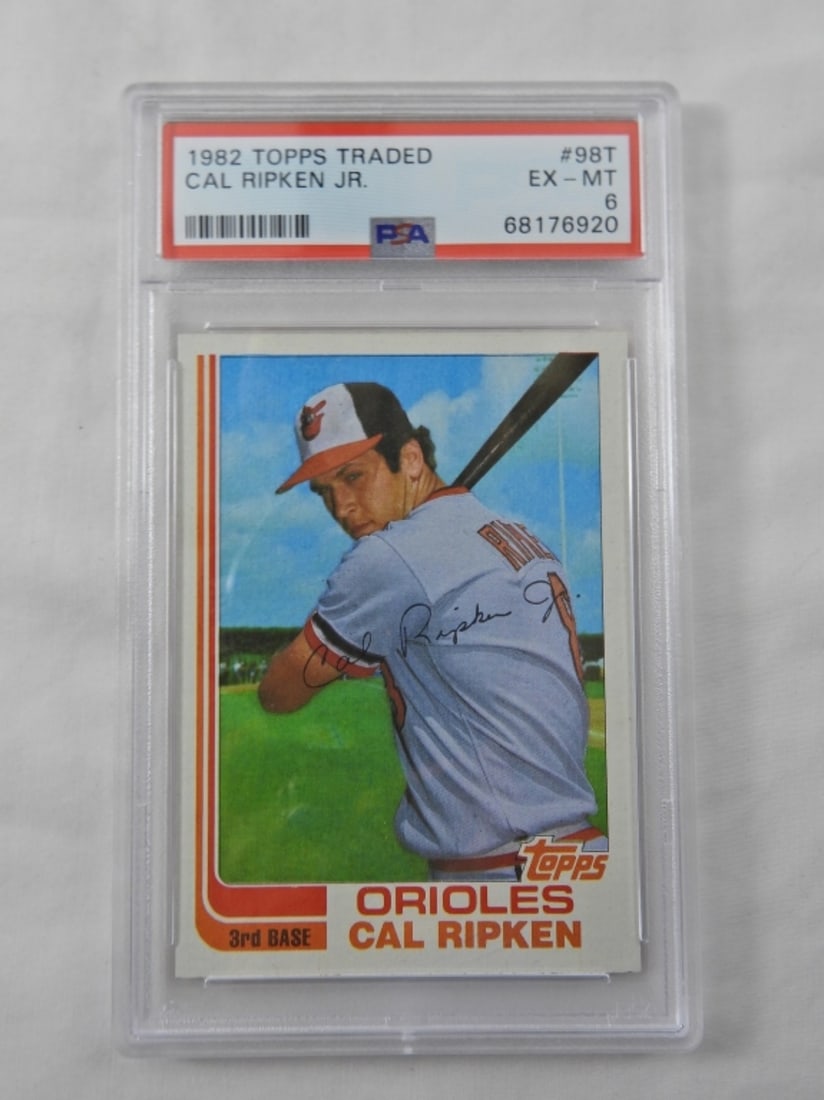 1982 TOPPS TRADED #98T
CAL RIPKEN JR. EX - MT
6
PSA 68176920
Cal Ripken Jr.
topps
ORIOLES
3rd BASE CAL RIPKEN